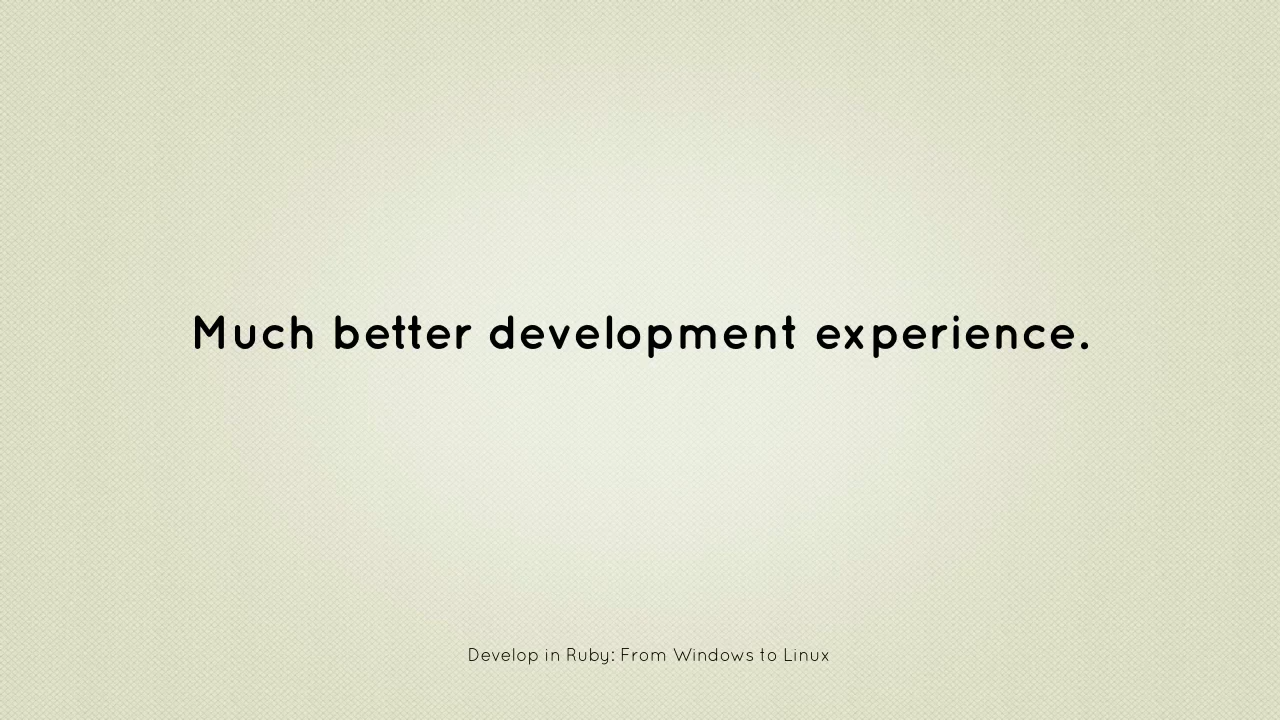 Much better development experience.
Develop in Ruby: From Windows to Linux